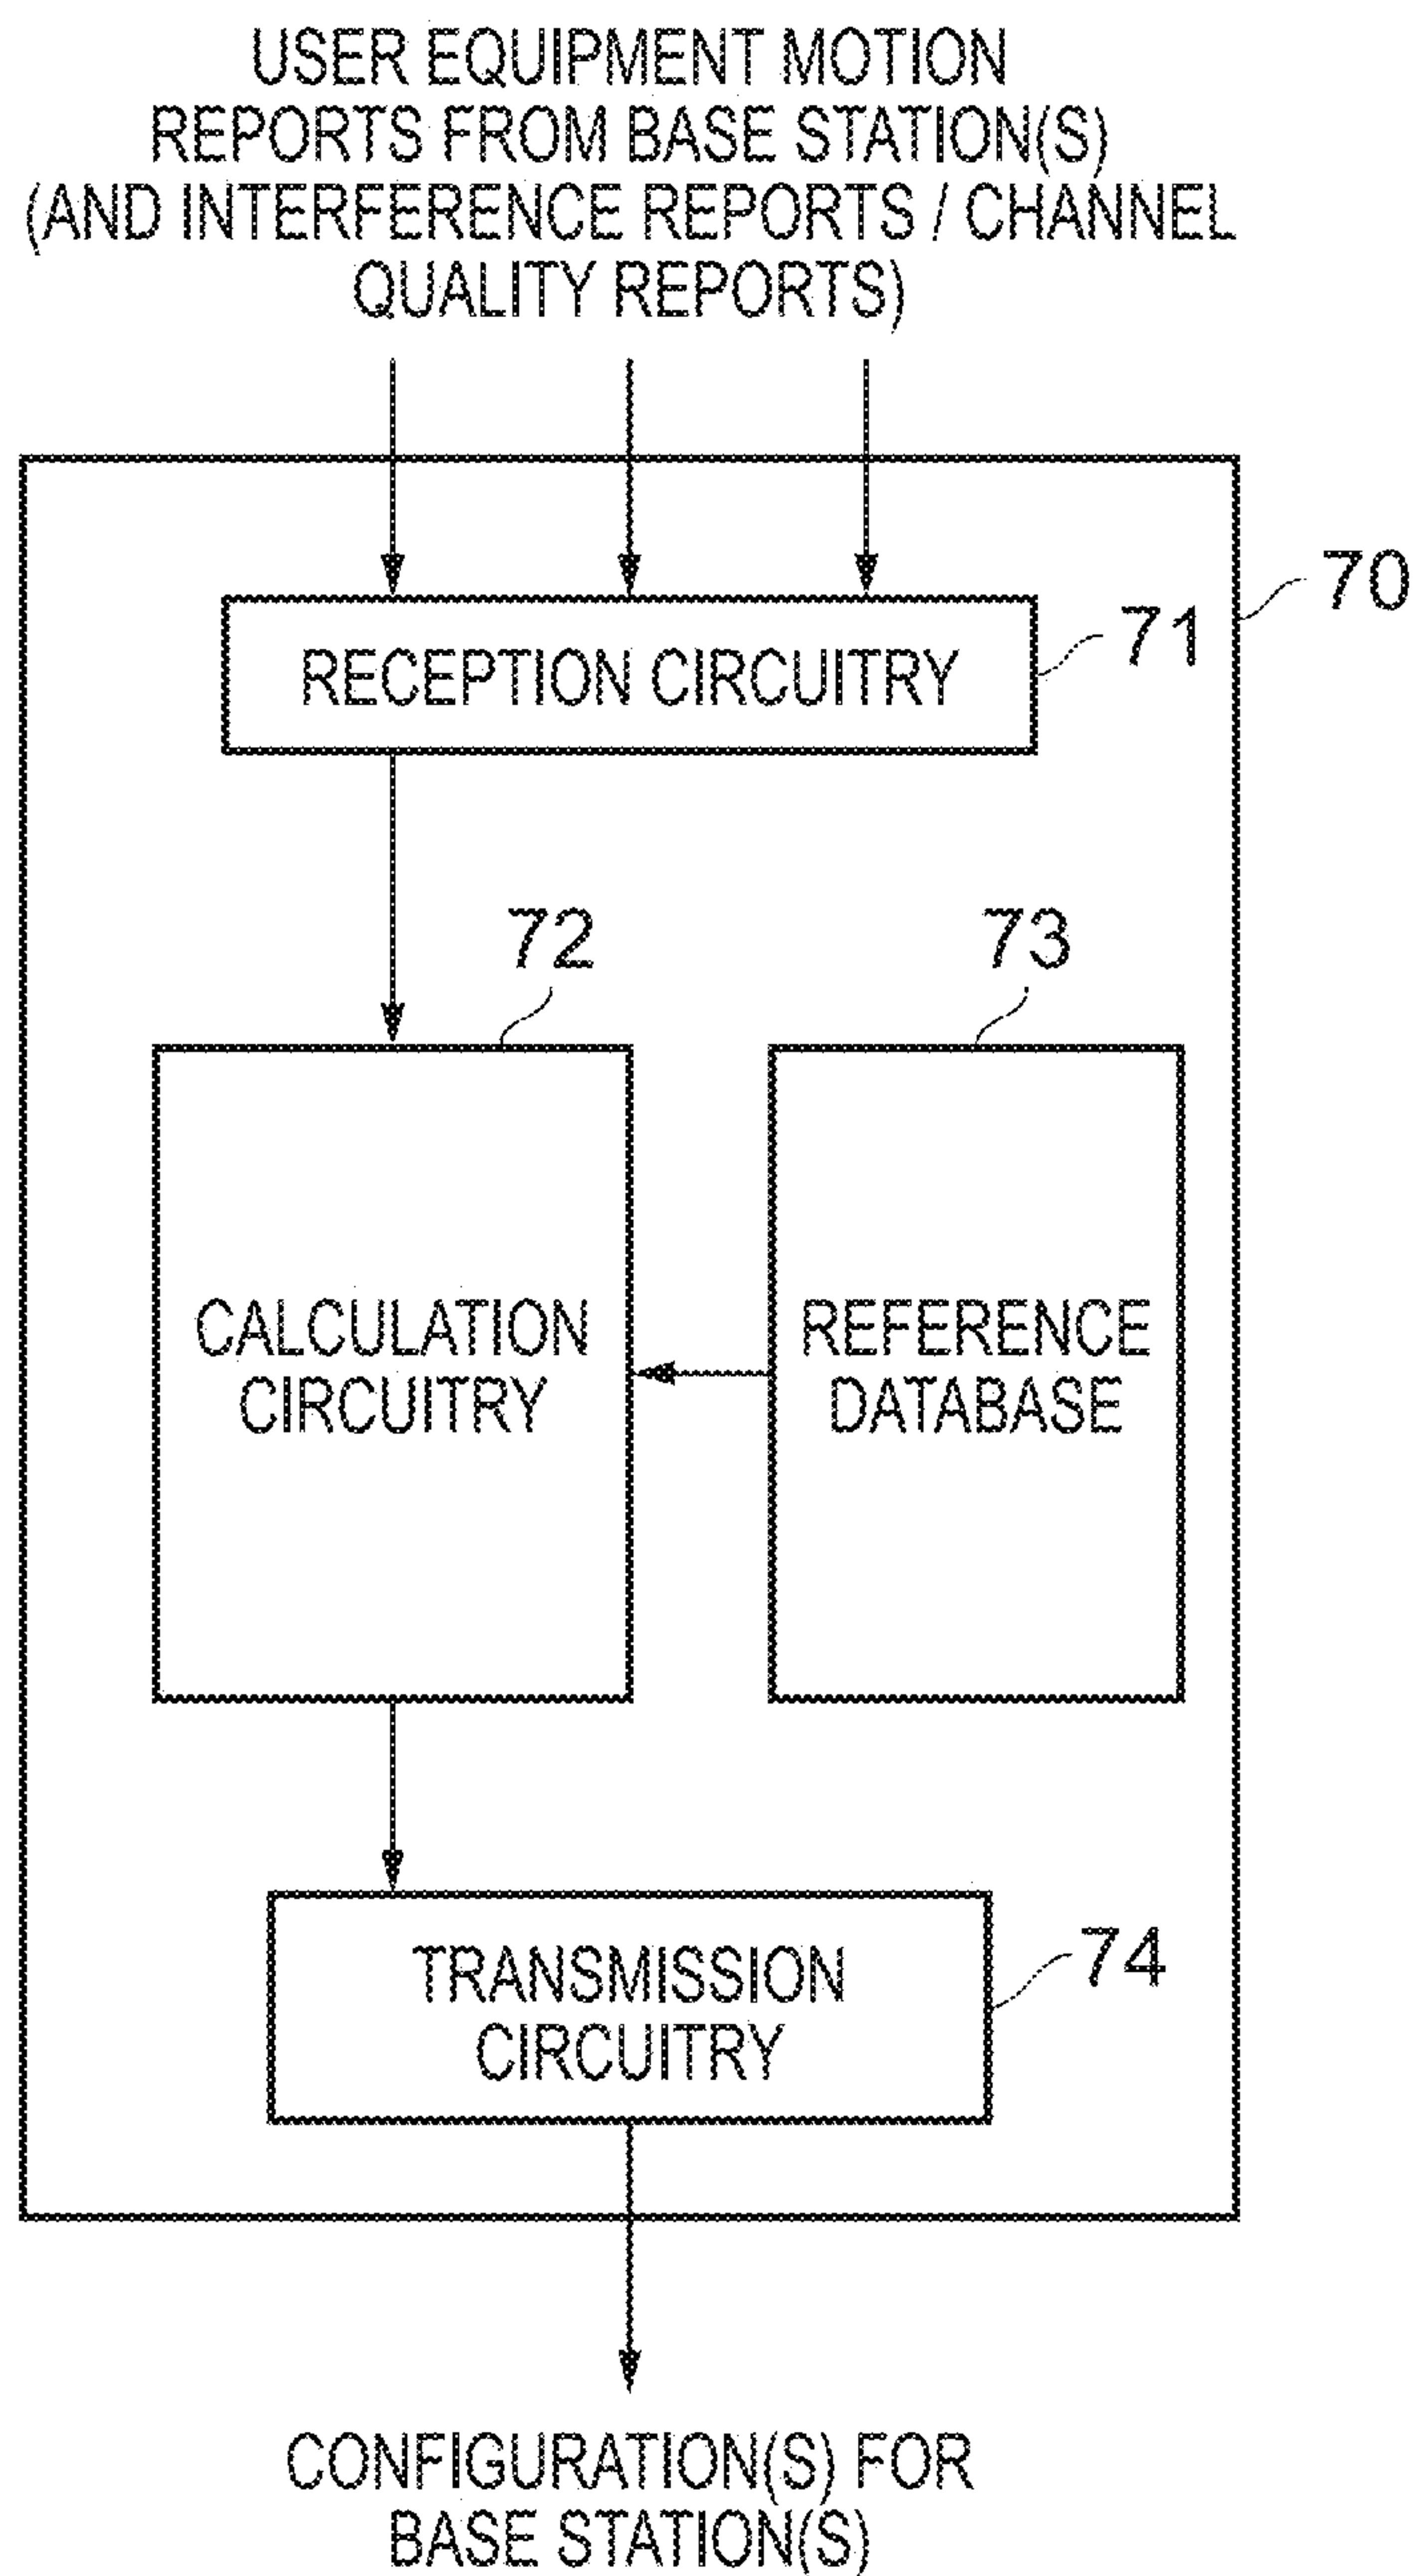 USER EQUIPMENT MOTION
REPORTS FROM BASE STATION(S)
(AND INTERFERENCE REPORTS / CHANNEL
QUALITY REPORTS)
70
71
RECEPTION CIRCUITRY
72
73
CALCULATION
CIRCUITRY
REFERENCE
DATABASE
74
TRANSMISSION
CIRCUITRY
CONFIGURATION(S) FOR
BASE STATION(S)